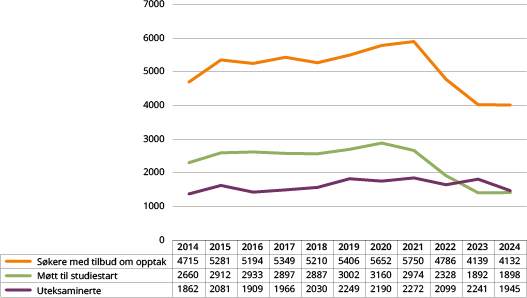 7000
6000
5000
4000
3000
2000
1000
0
2014 2015 2016 2017 2018 2019 2020 2021 2022 2023 2024
Søkere med tilbud om opptak 4715 5281 5194 5349 5210 5406 5652 5750 4786 4139 4132
Møtt til studiestart 2660 2912 2933 2897 2887 3002 3160 2974 2328 1892 1898
Uteksaminerte 1862 2081 1909 1966 2030 2249 2190 2272 2099 2241 1945